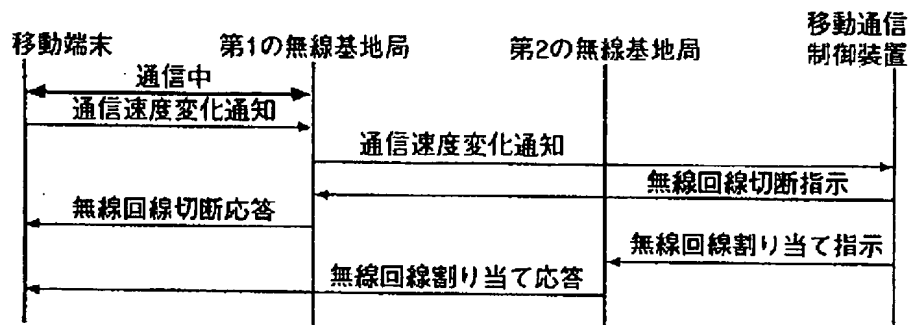 移動端末
第1の無線基地局
第2の無線基地局
移動通信
制御装置
通信中
通信速度変化通知
通信速度変化通知
無線回線切断指示
無線回線切断応答
無線回線割り当て指示
無線回線割り当て応答